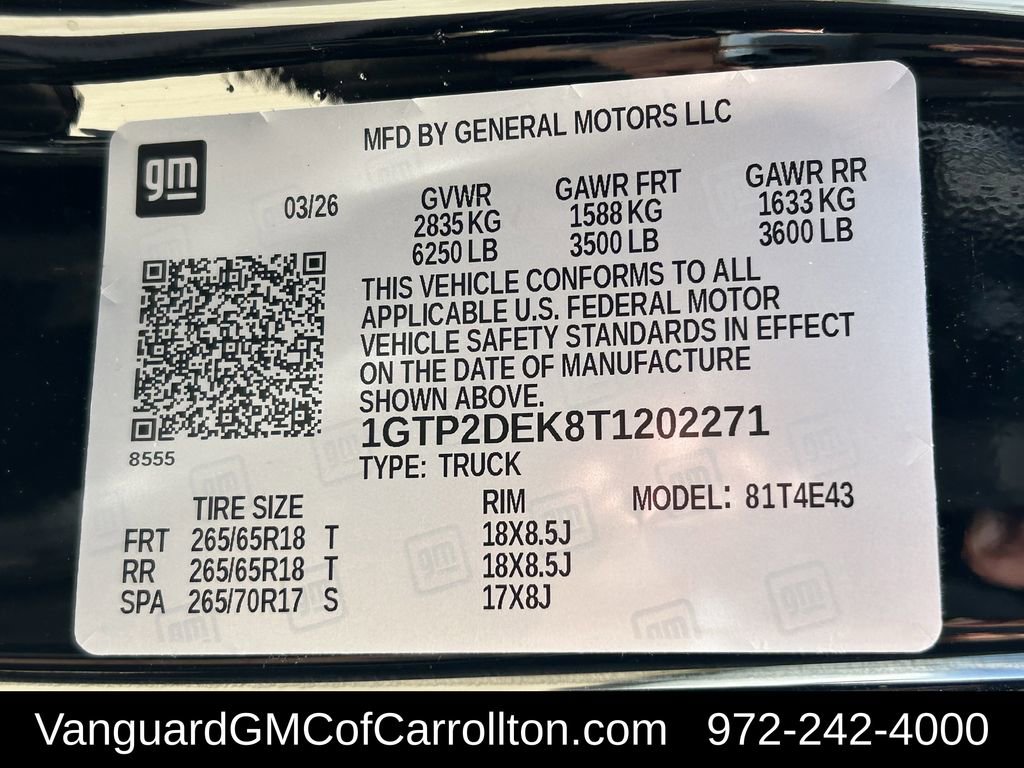 MFD BY GENERAL MOTORS LLC
gm
03/26
GVWR GAWR FRT GAWR RR
2835 KG 1588 KG 1633 KG
6250 LB 3500 LB 3600 LB
THIS VEHICLE CONFORMS TO ALL
APPLICABLE U.S. FEDERAL MOTOR
VEHICLE SAFETY STANDARDS IN EFFECT
ON THE DATE OF MANUFACTURE
SHOWN ABOVE.
1GTP2DEK8T1202271
8555
TYPE: TRUCK
TIRE SIZE RIM MODEL: 81T4E43
FRT 265/65R18 T 18X8.5J
RR 265/65R18 T 18X8.5J
SPA 265/70R17 S 17X8J
VanguardGMCofCarrollton.com 972-242-4000